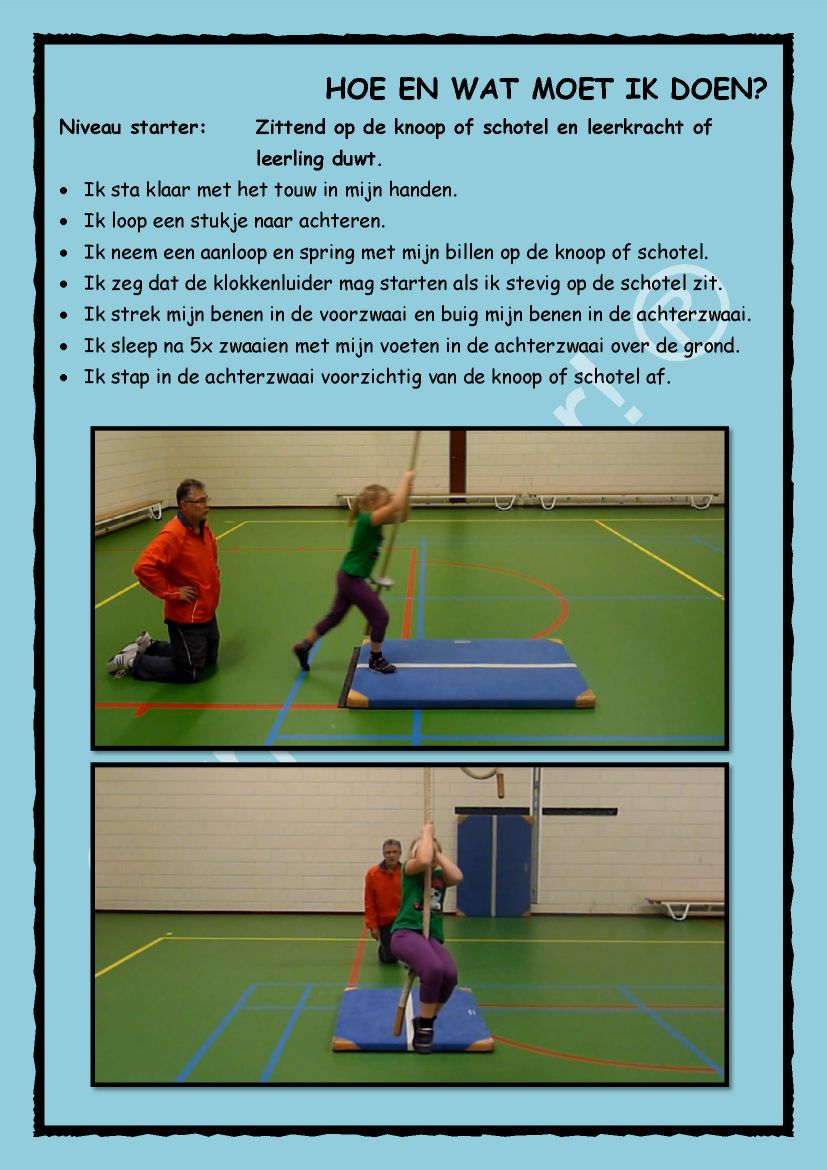 HOE EN WAT MOET IK DOEN?
Niveau starter: Zittend op de knoop of schotel en leerkracht of
leerling duwt.
• Ik sta klaar met het touw in mijn handen.
• Ik loop een stukje naar achteren.
• Ik neem een aanloop en spring met mijn billen op de knoop of schotel.
• Ik zeg dat de klokkenluider mag starten als ik stevig op de schotel zit.
• Ik strek mijn benen in de voorzwaai en buig mijn benen in de achterzwaai.
• Ik sleep na 5x zwaaien met mijn voeten in de achterzwaai over de grond.
• Ik stap in de achterzwaai voorzichtig van de knoop of schotel af.